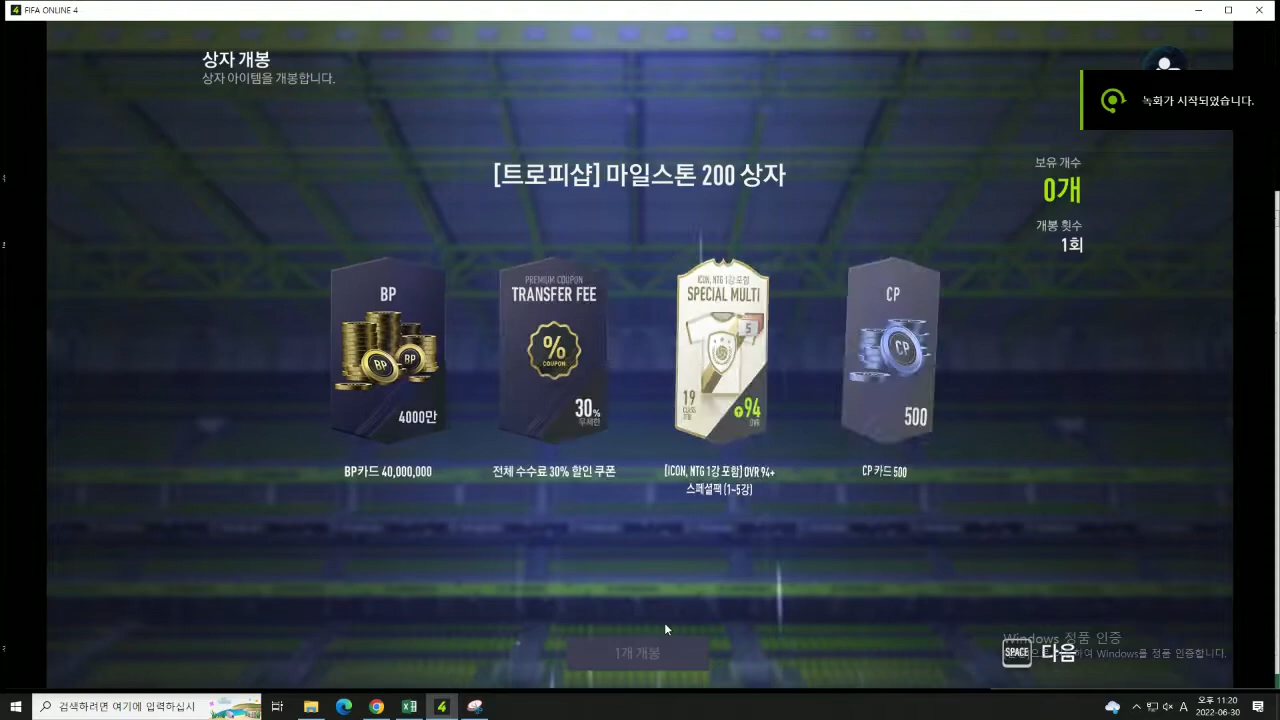 FIFA ONLINE 4
상자 개봉
상자 아이템을 개봉합니다.
녹화가 시작되었습니다.
[트로피샵] 마일스톤 200 상자
보유 개수
0개
개봉 횟수
1회
BP
BP
BP
4000만
BP카드 40,000,000
PREMIUM COUPON
TRANSFER FEE
%
COUPON
30%
무제한
전체 수수료 30% 할인 쿠폰
ICON, NTG 1강 포함
SPECIAL MULTI
5
19
CLASS
+94
OVR
[ICON, NTG 1강 포함] OVR 94+
스페셜팩 (1~5강)
CP
CP
500
CP 카드 500
1개 개봉
Windows 정품 인증
Windows를 정품 인증합니다.
SPACE 다음
검색하려면 여기에 입력하십시
A
오후 11:20
2022-06-30